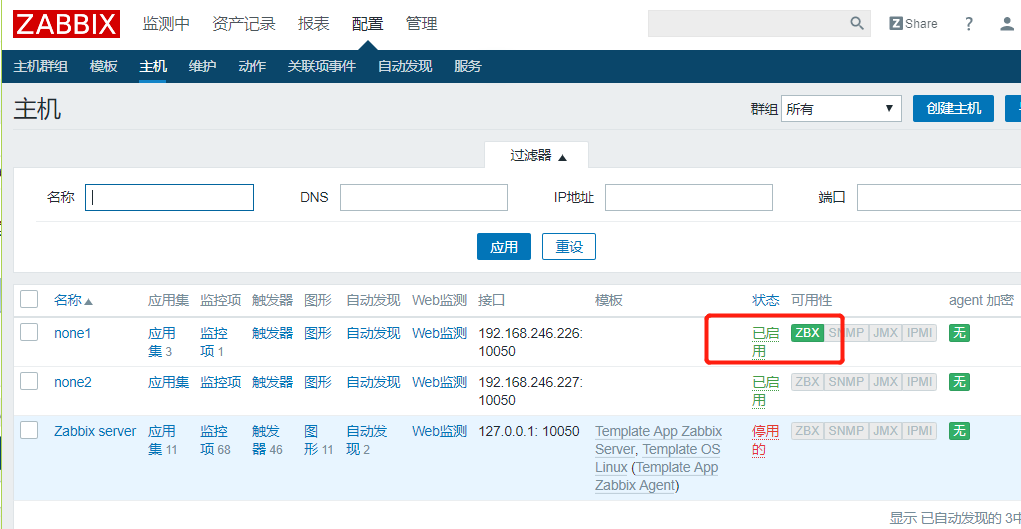 ZABBIX 监测中 资产记录 报表 配置 管理 Z Share ?
主机群组 模板 主机 维护 动作 关联项事件 自动发现 服务
主机 群组 所有 创建主机
过滤器
名称 DNS IP地址 端口
应用 重设
名称 应用集 监控项 触发器 图形 自动发现 Web监测 接口 模板 状态 可用性 agent 加密
none1 应用 监控 触发器 图形 自动发现 Web监测 192.168.246.226: 已启 ZBX SNMP JMX IPMI 无
集 3 项 1 10050 用
none2 应用集 监控项 触发器 图形 自动发现 Web监测 192.168.246.227: 已启 ZBX SNMP JMX IPMI 无
10050 用
Zabbix server 应用 监控 触发 图 自动发 Web监测 127.0.0.1: 10050 Template App Zabbix 停用 ZBX SNMP JMX IPMI 无
集 11 项 68 器 46 形 11 现 2 Server, Template OS 的
Linux (Template App
Zabbix Agent)
显示 已自动发现的 3中